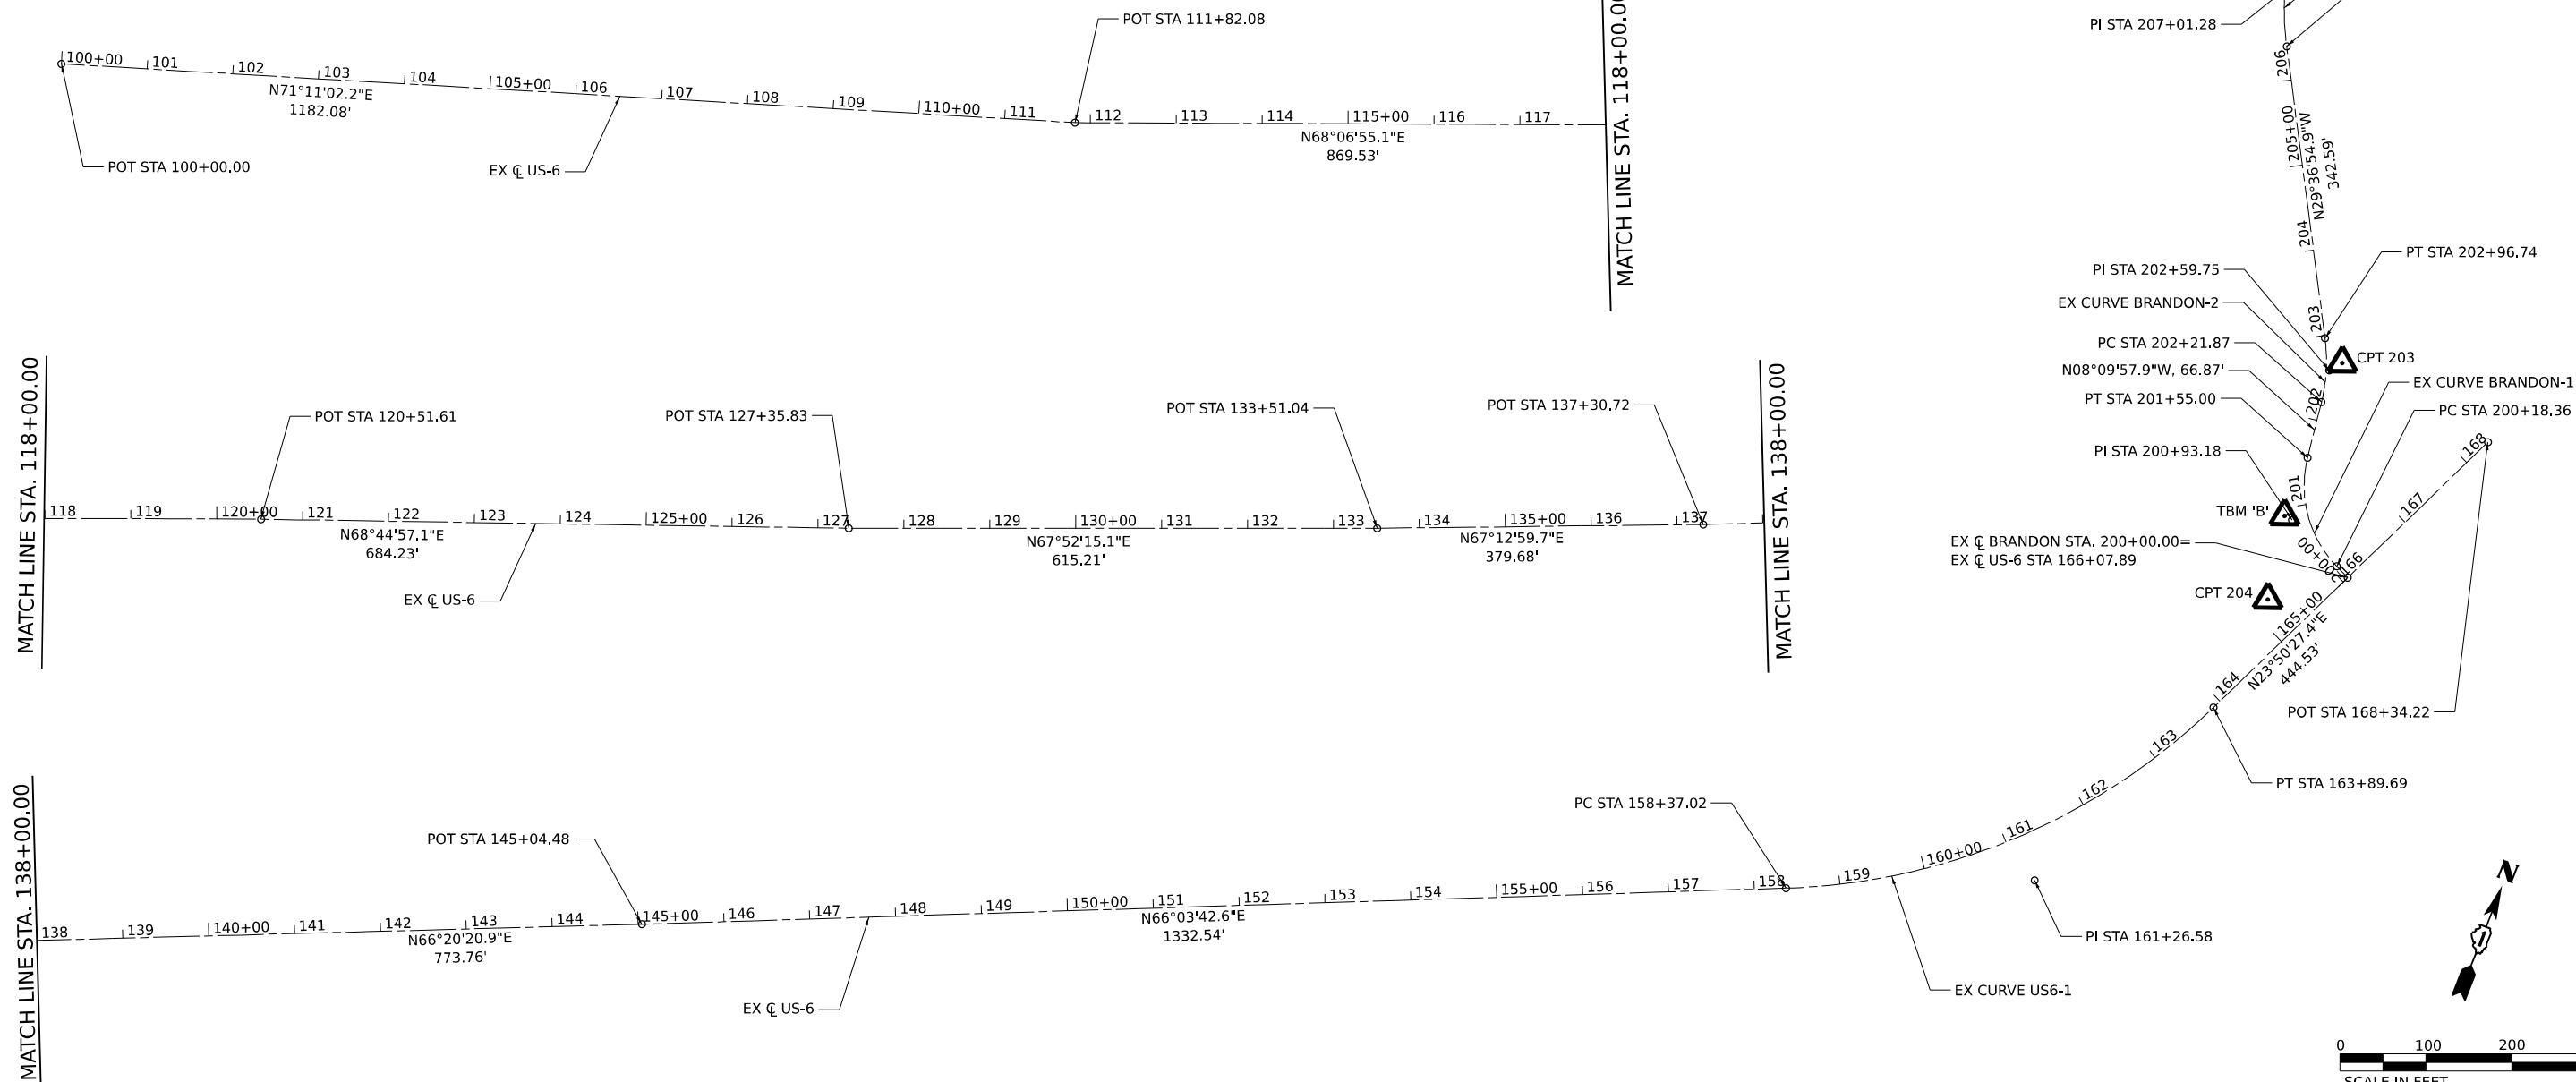 POT STA 111+82.08
100+00
101
102
103
104
105+00
106
107
108
109
110+00
111
112
113
114
115+00
116
117
N71°11'02.2"E
1182.08'
N68°06'55.1"E
869.53'
POT STA 100+00.00
EX ℄ US-6
MATCH LINE STA. 118+00.00
PI STA 207+01.28
206
205+00
N29°36'54.9"W
342.59'
204
PT STA 202+96.74
PI STA 202+59.75
EX CURVE BRANDON-2
203
PC STA 202+21.87
CPT 203
N08°09'57.9"W, 66.87'
EX CURVE BRANDON-1
PT STA 201+55.00
202
PC STA 200+18.36
PI STA 200+93.18
168
201
167
TBM 'B'
EX ℄ BRANDON STA. 200+00.00=
EX ℄ US-6 STA 166+07.89
200+00
166
CPT 204
165+00
N23°50'27.4"E
444.53'
164
POT STA 168+34.22
163
PT STA 163+89.69
162
MATCH LINE STA. 118+00.00
POT STA 120+51.61
POT STA 127+35.83
POT STA 133+51.04
POT STA 137+30.72
118
119
120+00
121
122
123
124
125+00
126
127
128
129
130+00
131
132
133
134
135+00
136
137
N68°44'57.1"E
684.23'
N67°52'15.1"E
615.21'
N67°12'59.7"E
379.68'
EX ℄ US-6
MATCH LINE STA. 138+00.00
MATCH LINE STA. 138+00.00
POT STA 145+04.48
PC STA 158+37.02
138
139
140+00
141
142
143
144
145+00
146
147
148
149
150+00
151
152
153
154
155+00
156
157
158
159
160+00
161
N66°20'20.9"E
773.76'
N66°03'42.6"E
1332.54'
EX ℄ US-6
PI STA 161+26.58
EX CURVE US6-1
N
0 100 200
SCALE IN FEET